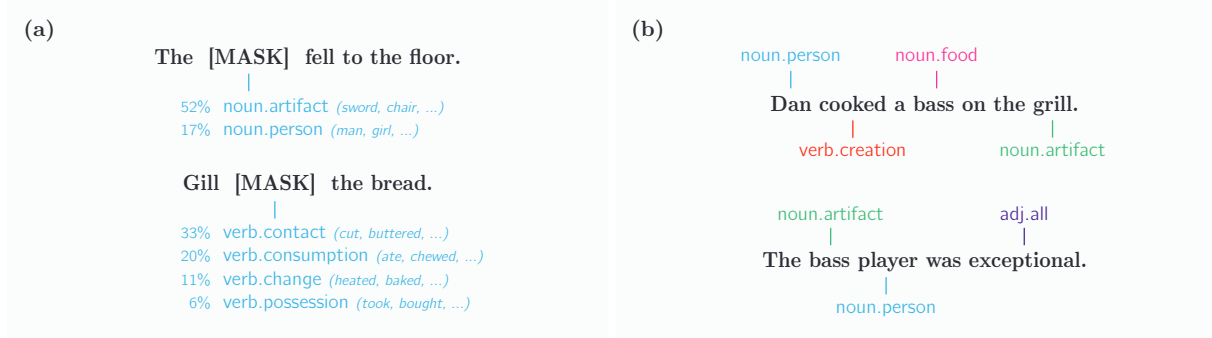 (a)
The [MASK] fell to the floor.
52% noun.artifact (sword, chair, ...)
17% noun.person (man, girl, ...)
Gill [MASK] the bread.
33% verb.contact (cut, buttered, ...)
20% verb.consumption (ate, chewed, ...)
11% verb.change (heated, baked, ...)
6% verb.possession (took, bought, ...)
(b)
noun.person noun.food
Dan cooked a bass on the grill.
verb.creation noun.artifact
noun.artifact adj.all
The bass player was exceptional.
noun.person